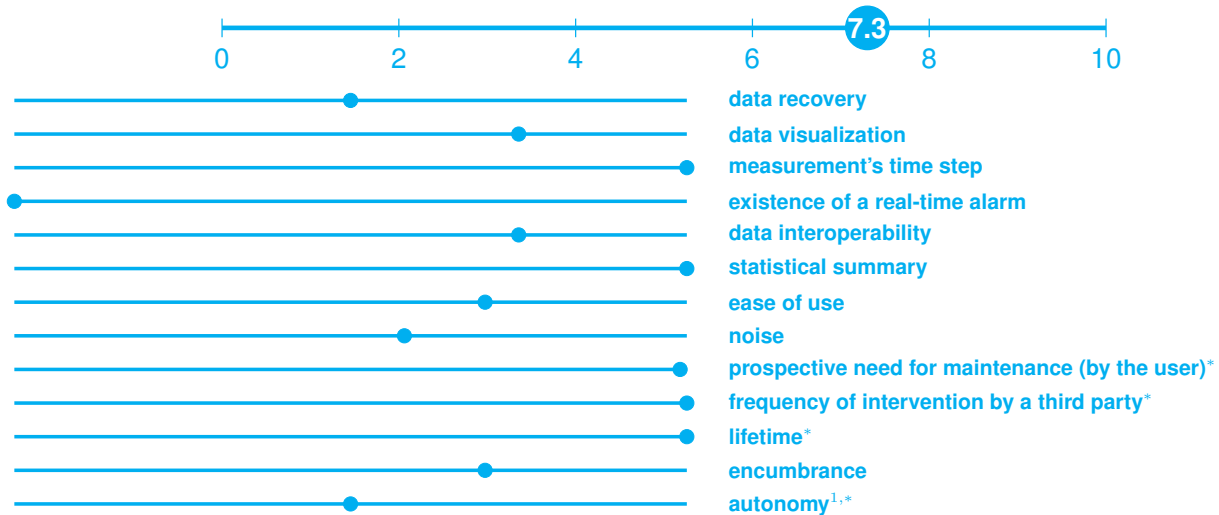 7.3
0 2 4 6 8 10
data recovery
data visualization
measurement's time step
existence of a real-time alarm
data interoperability
statistical summary
ease of use
noise
prospective need for maintenance (by the user)*
frequency of intervention by a third party*
lifetime*
encumbrance
autonomy1,*